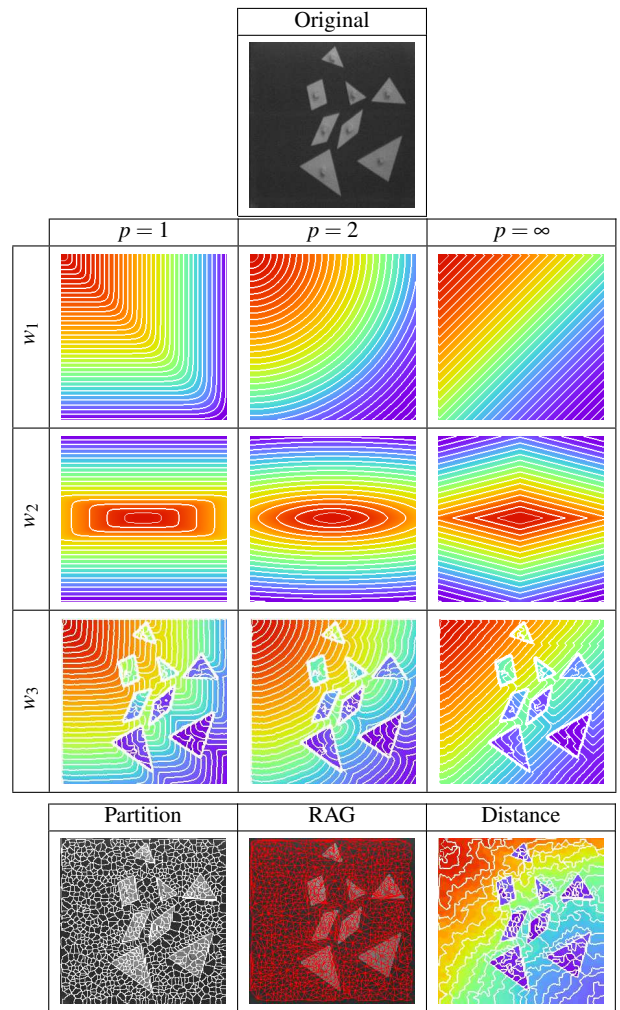 Original
p = 1 p = 2 p = ∞
w₁
w₂
w₃
Partition RAG Distance